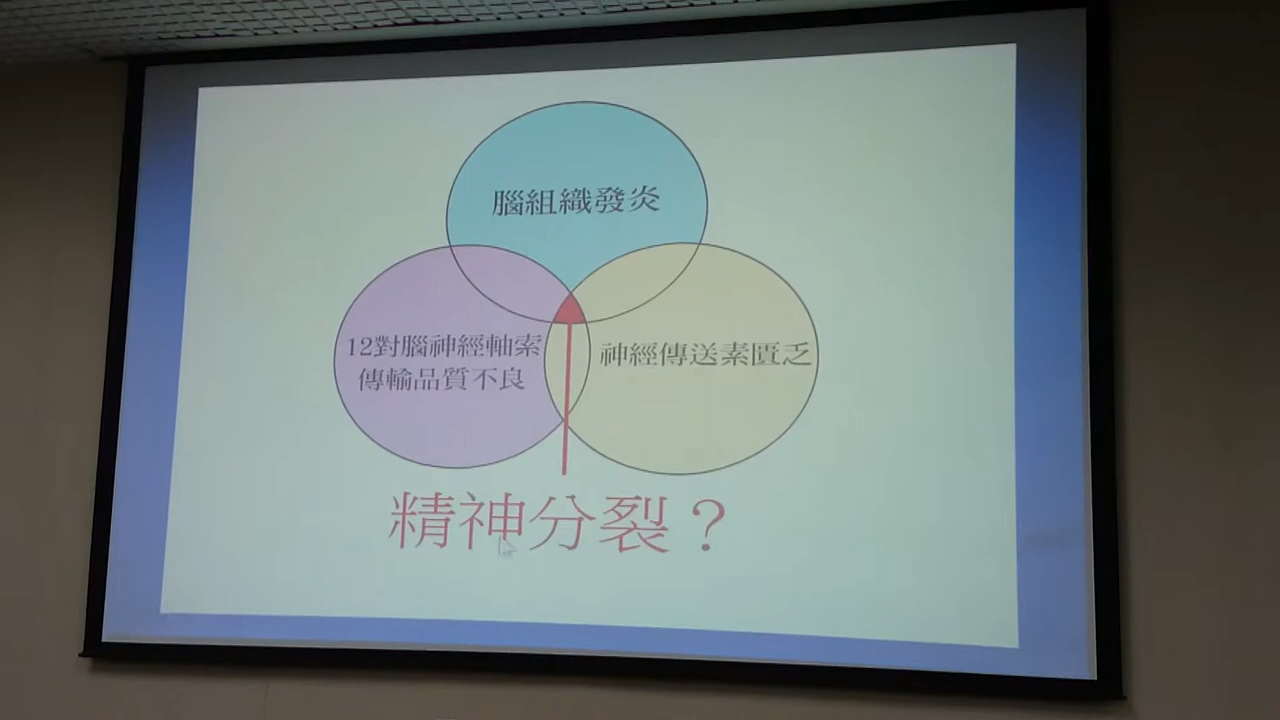 腦組織發炎
12對腦神經軸索
傳輸品質不良
神經傳送素匱乏
精神分裂？